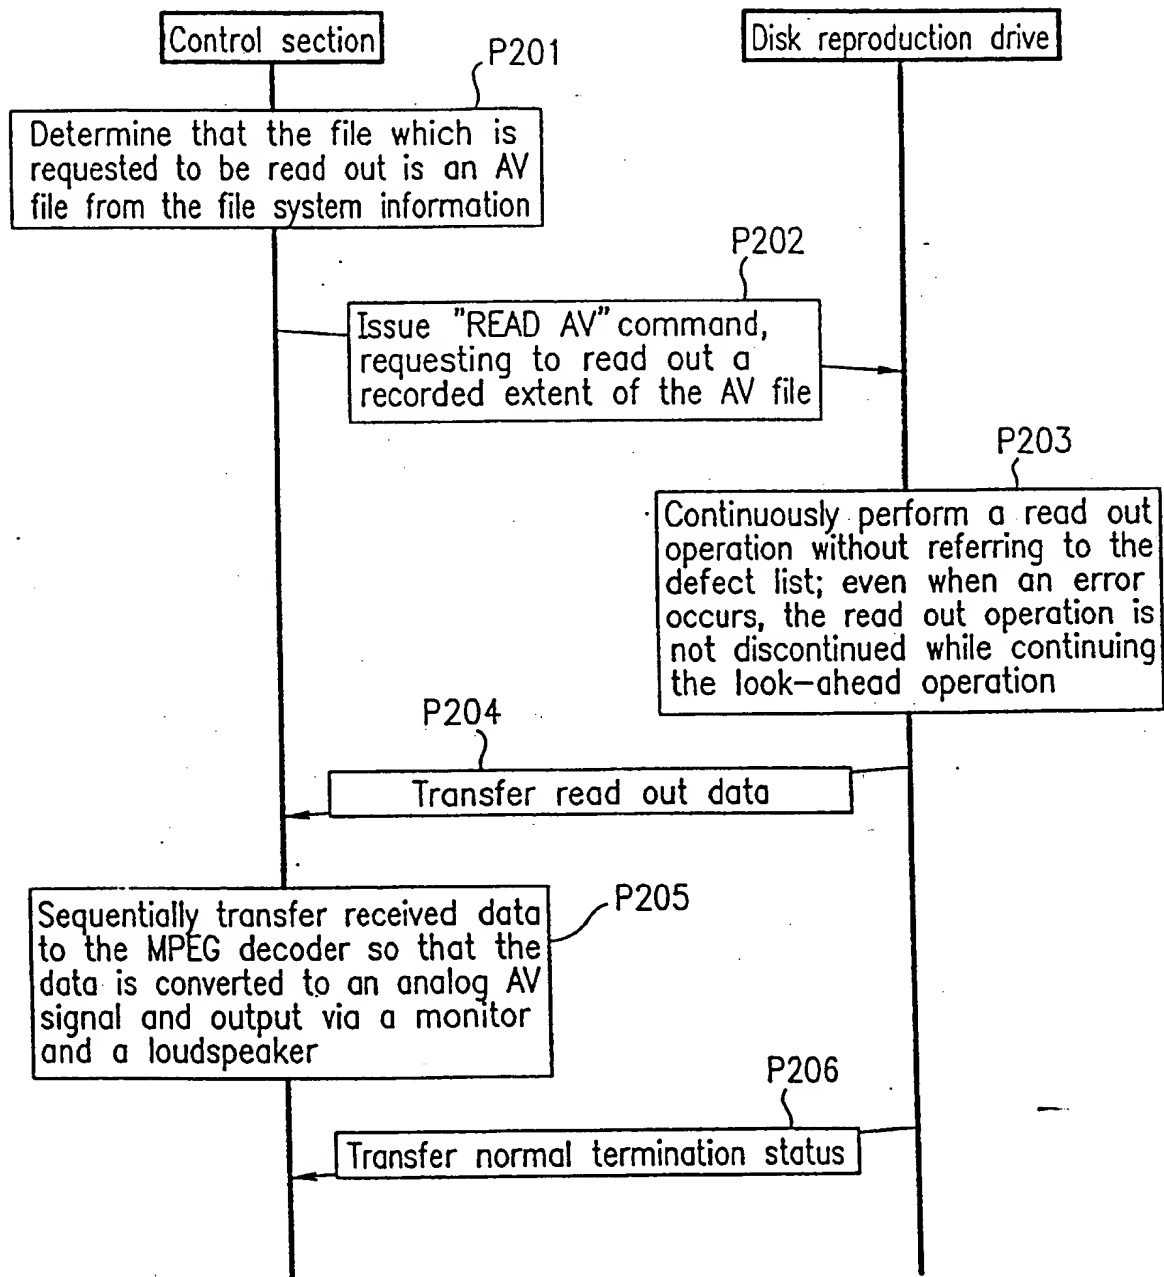 Control section
Disk reproduction drive
P201
Determine that the file which is
requested to be read out is an AV
file from the file system information
P202
Issue "READ AV" command,
requesting to read out a
recorded extent of the AV file
P203
Continuously perform a read out
operation without referring to the
defect list; even when an error
occurs, the read out operation is
not discontinued while continuing
the look-ahead operation
P204
Transfer read out data
P205
Sequentially transfer received data
to the MPEG decoder so that the
data is converted to an analog AV
signal and output via a monitor
and a loudspeaker
P206
Transfer normal termination status